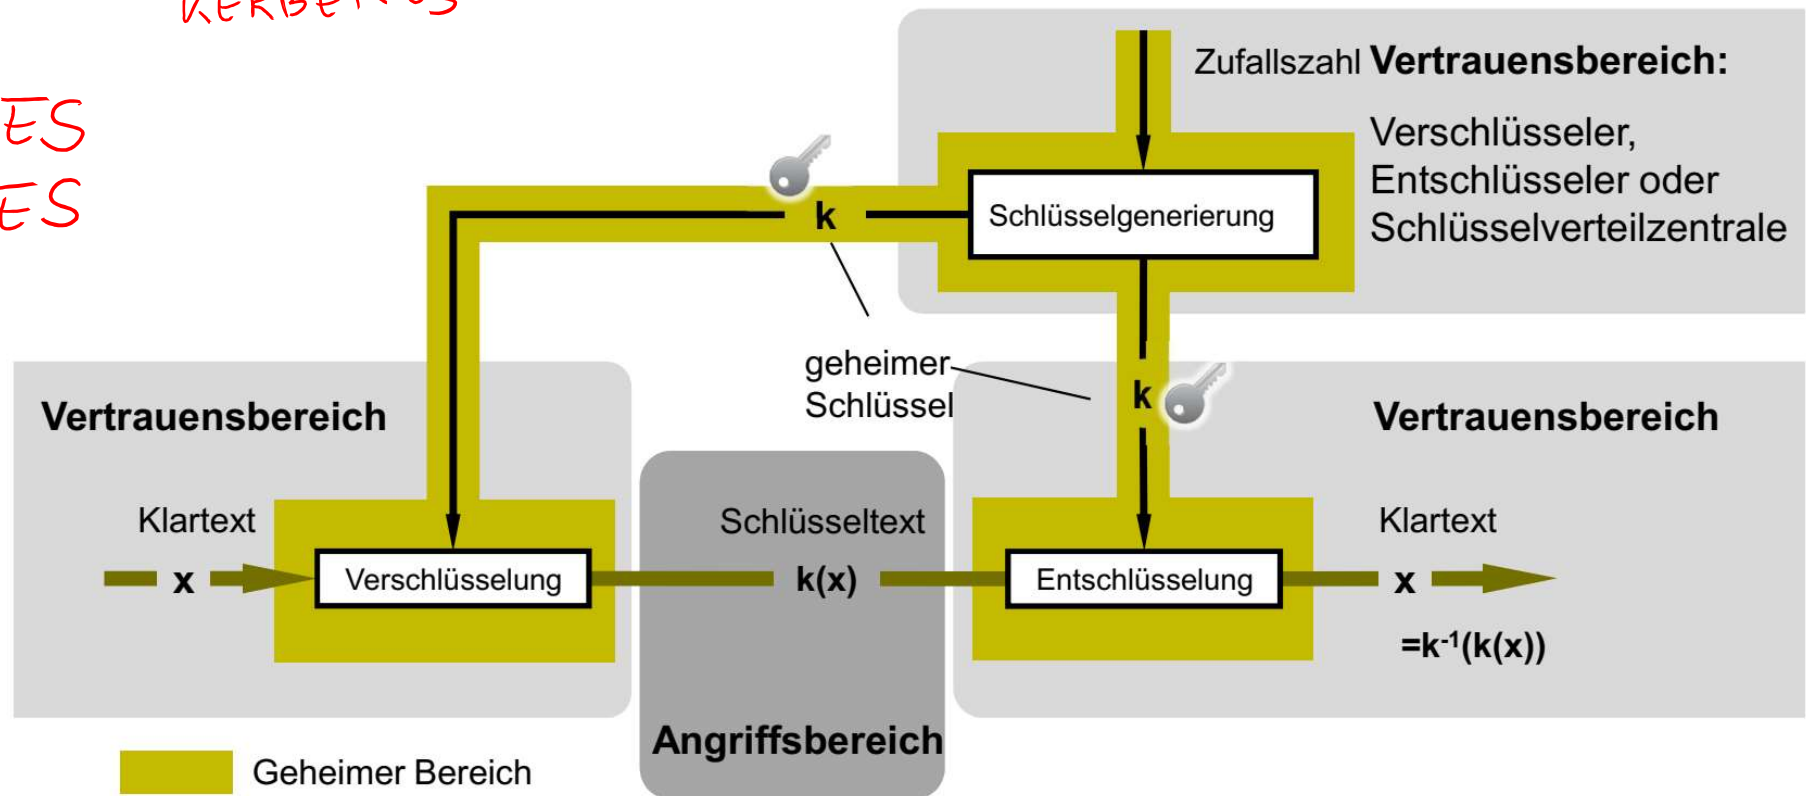 KERBEROS
ES
ES
Zufallszahl Vertrauensbereich:
Verschlüsseler,
Entschlüsseler oder
Schlüsselverteilzentrale
Schlüsselgenerierung
k
geheimer
Schlüssel
k
Vertrauensbereich
Vertrauensbereich
Klartext
Schlüsseltext
Klartext
x
Verschlüsselung
k(x)
Entschlüsselung
x
=k-1(k(x))
Angriffsbereich
Geheimer Bereich